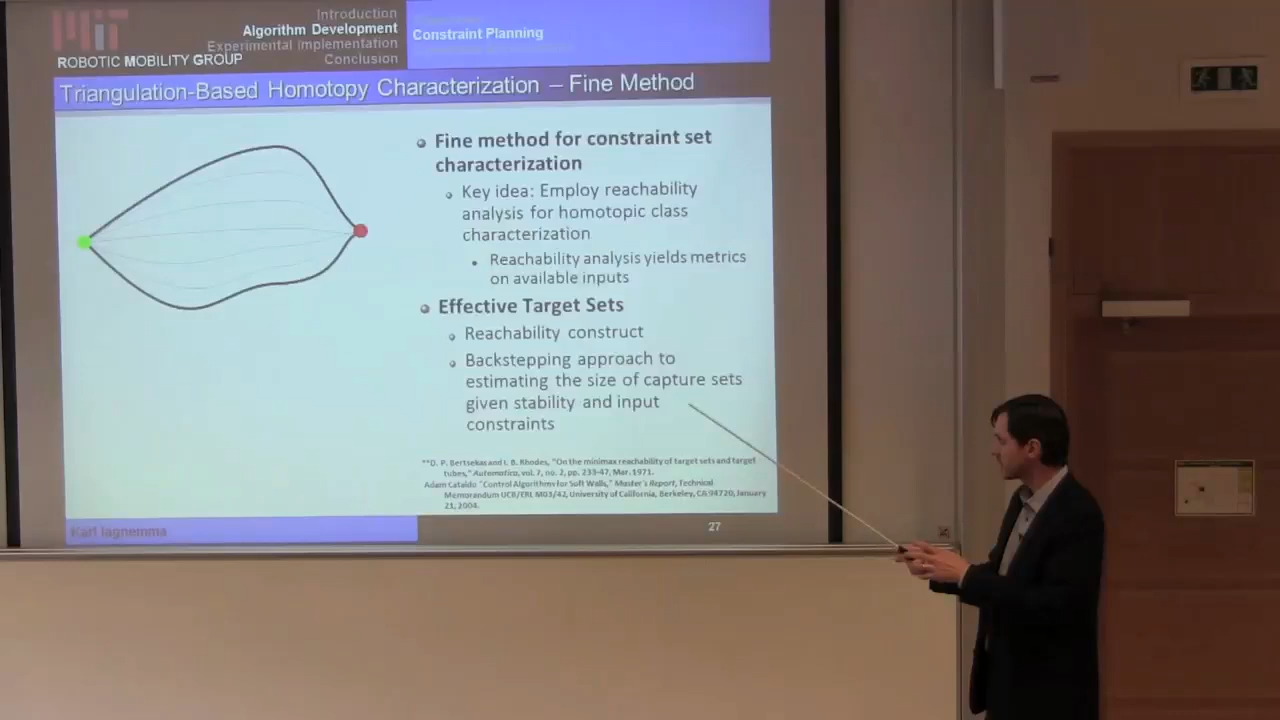 MIT
ROBOTIC MOBILITY GROUP
Introduction
Algorithm Development
Experimental Implementation
Conclusion
Constraint Planning
Triangulation-Based Homotopy Characterization – Fine Method
Fine method for constraint set
characterization
Key idea: Employ reachability
analysis for homotopic class
characterization
Reachability analysis yields metrics
on available inputs
Effective Target Sets
Reachability construct
Backstepping approach to
estimating the size of capture sets
given stability and input
constraints
**D. P. Bertsekas and I. B. Rhodes, "On the minimax reachability of target sets and target
tubes," Automatica, vol. 7, no. 2, pp. 233-47, Mar. 1971.
Adam Cataldo "Control Algorithms for Soft Walls," Master's Report, Technical
Memorandum UCB/ERL M03/42, University of California, Berkeley, CA 94720, January
21, 2004.
Karl Iagnemma
27